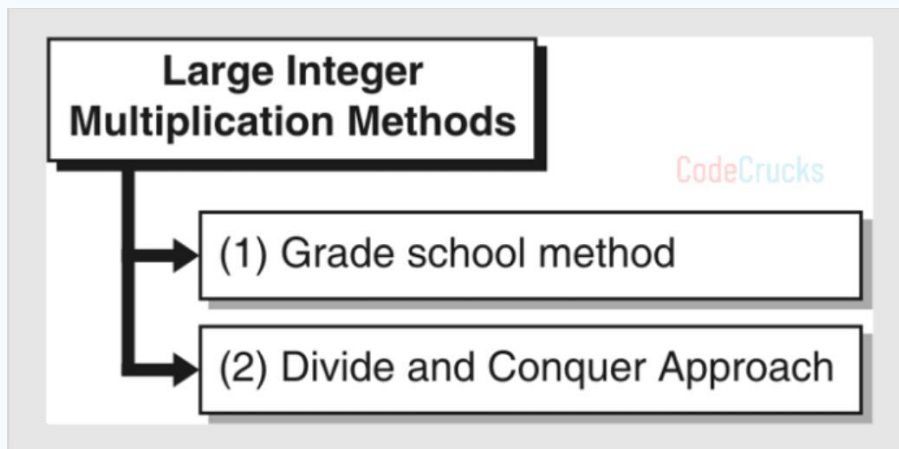 Large Integer
Multiplication Methods
CodeCrucks
(1) Grade school method
(2) Divide and Conquer Approach